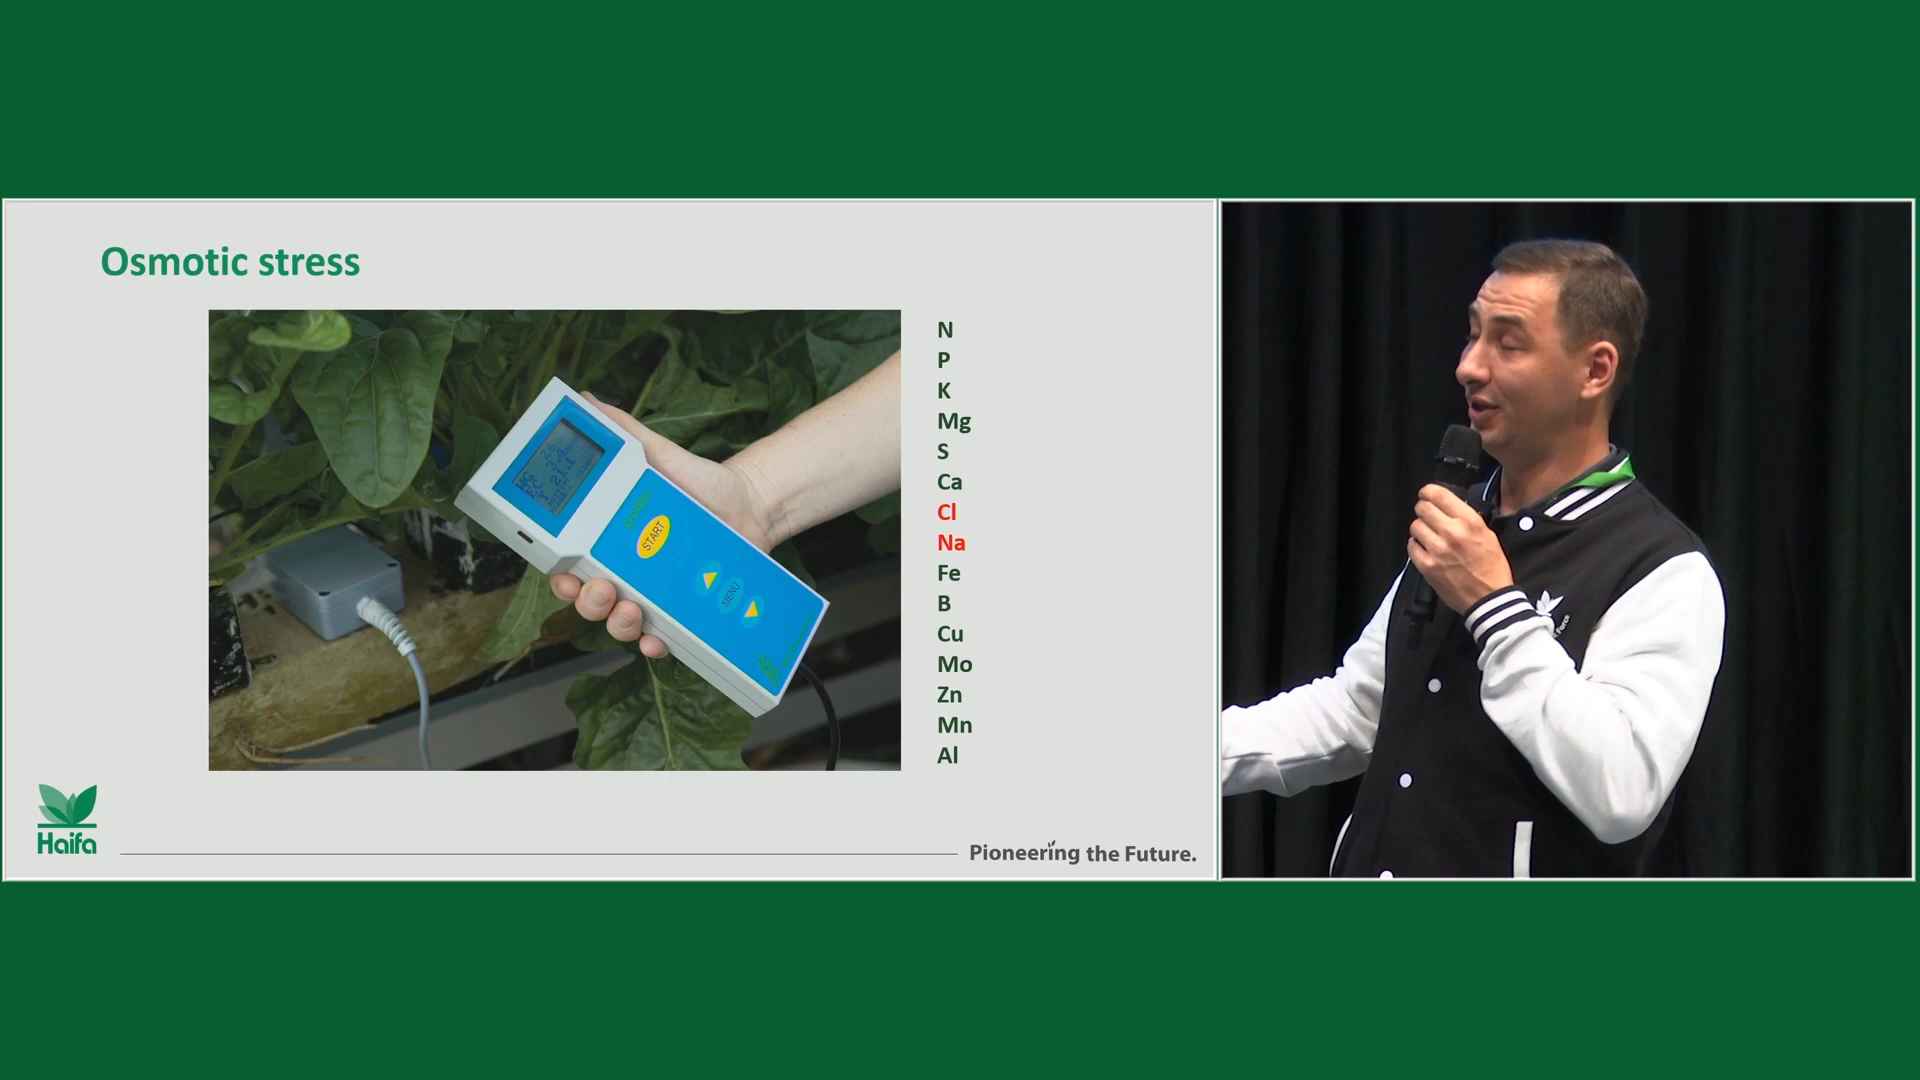 Osmotic stress
N
P
K
Mg
S
Ca
Cl
Na
Fe
B
Cu
Mo
Zn
Mn
Al
START
MENU
Haifa
Pioneering the Future.